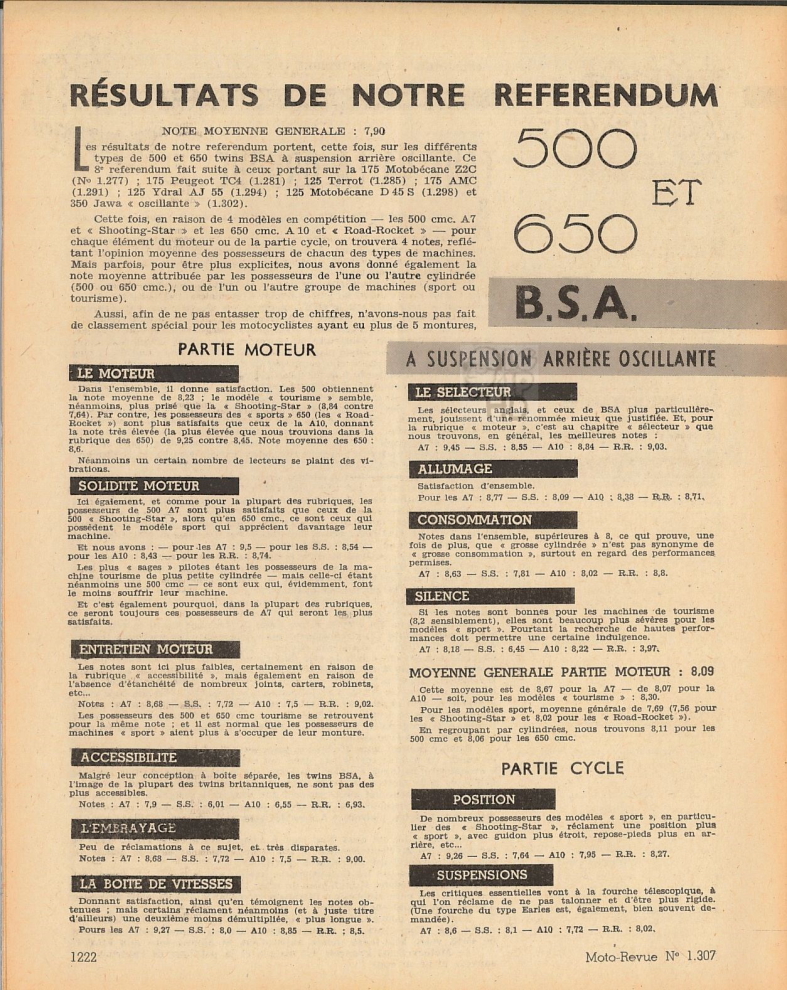 RÉSULTATS DE NOTRE REFERENDUM
NOTE MOYENNE GENERALE : 7,90
Les résultats de notre referendum portent, cette fois, sur les différents
types de 500 et 650 twins BSA à suspension arrière oscillante. Ce
8e referendum fait suite à ceux portant sur la 175 Motobécane Z2C
(No 1.277) ; 175 Peugeot TC4 (1.281) ; 125 Terrot (1.285) ; 175 AMC
(1.291) ; 125 Ydral AJ 55 (1.294) ; 125 Motobécane D 45 S (1.298) et
350 Jawa « oscillante » (1.302).
Cette fois, en raison de 4 modèles en compétition — les 500 cmc. A7
et « Shooting-Star » et les 650 cmc. A 10 et « Road-Rocket » — pour
chaque élément du moteur ou de la partie cycle, on trouvera 4 notes, reflé-
tant l'opinion moyenne des possesseurs de chacun des types de machines.
Mais parfois, pour être plus explicites, nous avons donné également la
note moyenne attribuée par les possesseurs de l'une ou l'autre cylindrée
(500 ou 650 cmc.), ou de l'un ou l'autre groupe de machines (sport ou
tourisme).
Aussi, afin de ne pas entasser trop de chiffres, n'avons-nous pas fait
de classement spécial pour les motocyclistes ayant eu plus de 5 montures,
500
ET
650
B.S.A.
A SUSPENSION ARRIÈRE OSCILLANTE
PARTIE MOTEUR
LE MOTEUR
Dans l'ensemble, il donne satisfaction. Les 500 obtiennent
la note moyenne de 8,23 ; le modèle « tourisme » semble,
néanmoins, plus prisé que la « Shooting-Star » (8,84 contre
7,64). Par contre, les possesseurs des « sports » 650 (les « Road-
Rocket ») sont plus satisfaits que ceux de la A10, donnant
la note très élevée (la plus élevée que nous trouvions dans la
rubrique des 650) de 9,25 contre 8,45. Note moyenne des 650 :
8,6.
Néanmoins un certain nombre de lecteurs se plaint des vi-
brations.
SOLIDITE MOTEUR
Ici également, et comme pour la plupart des rubriques, les
possesseurs de 500 A7 sont plus satisfaits que ceux de la
500 « Shooting-Star », alors qu'en 650 cmc., ce sont ceux qui
possèdent le modèle sport qui apprécient davantage leur
machine.
Et nous avons : — pour les A7 : 9,5 — pour les S.S. : 8,54 —
pour les A10 : 8,43 — pour les R.R. : 8,74.
Les plus « sages » pilotes étant les possesseurs de la ma-
chine tourisme de plus petite cylindrée — mais celle-ci étant
néanmoins une 500 cmc — ce sont eux qui, évidemment, font
le moins souffrir leur machine.
Et c'est également pourquoi, dans la plupart des rubriques,
ce seront toujours ces possesseurs de A7 qui seront les plus
satisfaits.
ENTRETIEN MOTEUR
Les notes sont ici plus faibles, certainement en raison de
la rubrique « accessibilité », mais également en raison de
l'absence d'étanchéité de nombreux joints, carters, robinets,
etc...
Notes : A7 : 8,68 — S.S. : 7,72 — A10 : 7,5 — R.R. : 9,02.
Les possesseurs des 500 et 650 cmc tourisme se retrouvent
pour la même note ; et il est normal que les possesseurs de
machines « sport » aient plus à s'occuper de leur monture.
ACCESSIBILITE
Malgré leur conception à boîte séparée, les twins BSA, à
l'image de la plupart des twins britanniques, ne sont pas des
plus accessibles.
Notes : A7 : 7,9 — S.S. : 6,01 — A10 : 6,55 — R.R. : 6,93.
L'EMBRAYAGE
Peu de réclamations à ce sujet, et très disparates.
Notes : A7 : 8,68 — S.S. : 7,72 — A10 : 7,5 — R.R. : 9,00.
LA BOITE DE VITESSES
Donnant satisfaction, ainsi qu'en témoignent les notes ob-
tenues ; mais certains réclament néanmoins (et à juste titre
d'ailleurs) une deuxième moins démultipliée, « plus longue ».
Pours les A7 : 9,27 — S.S. : 8,0 — A10 : 8,85 — R.R. : 8,5.
LE SELECTEUR
Les sélecteurs anglais, et ceux de BSA plus particulière-
ment, jouissent d'une renommée mieux que justifiée. Et, pour
la rubrique « moteur », c'est au chapitre « sélecteur » que
nous trouvons, en général, les meilleures notes :
A7 : 9,45 — S.S. : 8,55 — A10 : 8,84 — R.R. : 9,03.
ALLUMAGE
Satisfaction d'ensemble.
Pour les A7 : 8,77 — S.S. : 8,09 — A10 : 8,38 — R.R. : 8,71.
CONSOMMATION
Notes dans l'ensemble, supérieures à 8, ce qui prouve, une
fois de plus, que « grosse cylindrée » n'est pas synonyme de
« grosse consommation », surtout en regard des performances
permises.
A7 : 8,63 — S.S. : 7,81 — A10 : 8,02 — R.R. : 8,8.
SILENCE
Si les notes sont bonnes pour les machines de tourisme
(8,2 sensiblement), elles sont beaucoup plus sévères pour les
modèles « sport ». Pourtant la recherche de hautes perfor-
mances doit permettre une certaine indulgence.
A7 : 8,18 — S.S. : 6,45 — A10 : 8,22 — R.R. : 3,97.
MOYENNE GENERALE PARTIE MOTEUR : 8,09
Cette moyenne est de 8,67 pour la A7 — de 8,07 pour la
A10 — soit, pour les modèles « tourisme » : 8,30.
Pour les modèles sport, moyenne générale de 7,69 (7,56 pour
les « Shooting-Star » et 8,02 pour les « Road-Rocket »).
En regroupant par cylindrées, nous trouvons 8,11 pour les
500 cmc et 8,06 pour les 650 cmc.
PARTIE CYCLE
POSITION
De nombreux possesseurs des modèles « sport », en particu-
lier des « Shooting-Star », réclament une position plus
« sport », avec guidon plus étroit, repose-pieds plus en ar-
rière, etc...
A7 : 9,26 — S.S. : 7,64 — A10 : 7,95 — R.R. : 8,27.
SUSPENSIONS
Les critiques essentielles vont à la fourche télescopique, à
qui l'on réclame de ne pas talonner et d'être plus rigide.
(Une fourche du type Earles est, également, bien souvent de-
mandée).
A7 : 8,6 — S.S. : 8,1 — A10 : 7,72 — R.R. : 8,02.
1222
Moto-Revue No 1.307